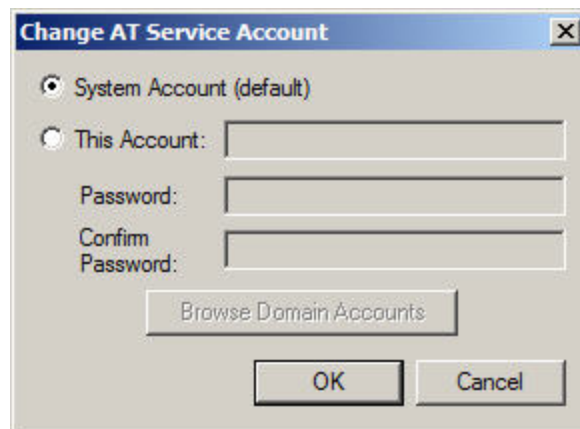 Change AT Service Account
System Account (default)
This Account:
Password:
Confirm
Password:
Browse Domain Accounts
OK
Cancel